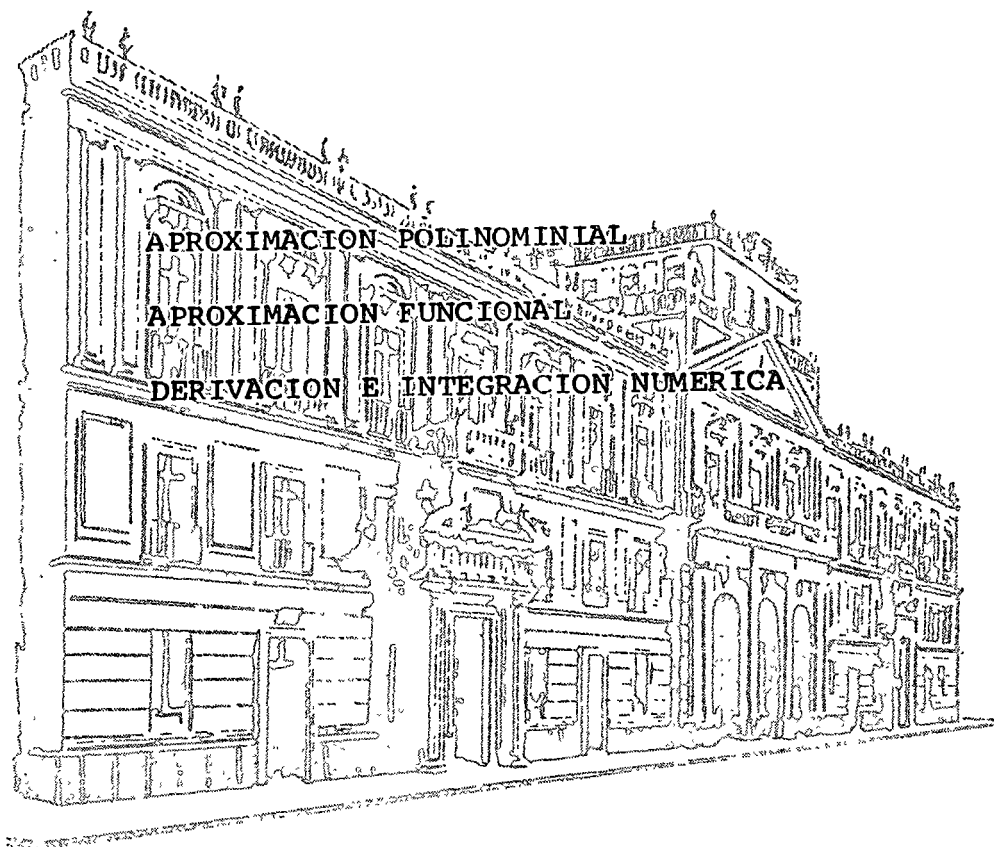 APROXIMACION POLINOMINIAL
APROXIMACION FUNCIONAL
DERIVACION E INTEGRACION NUMERICA